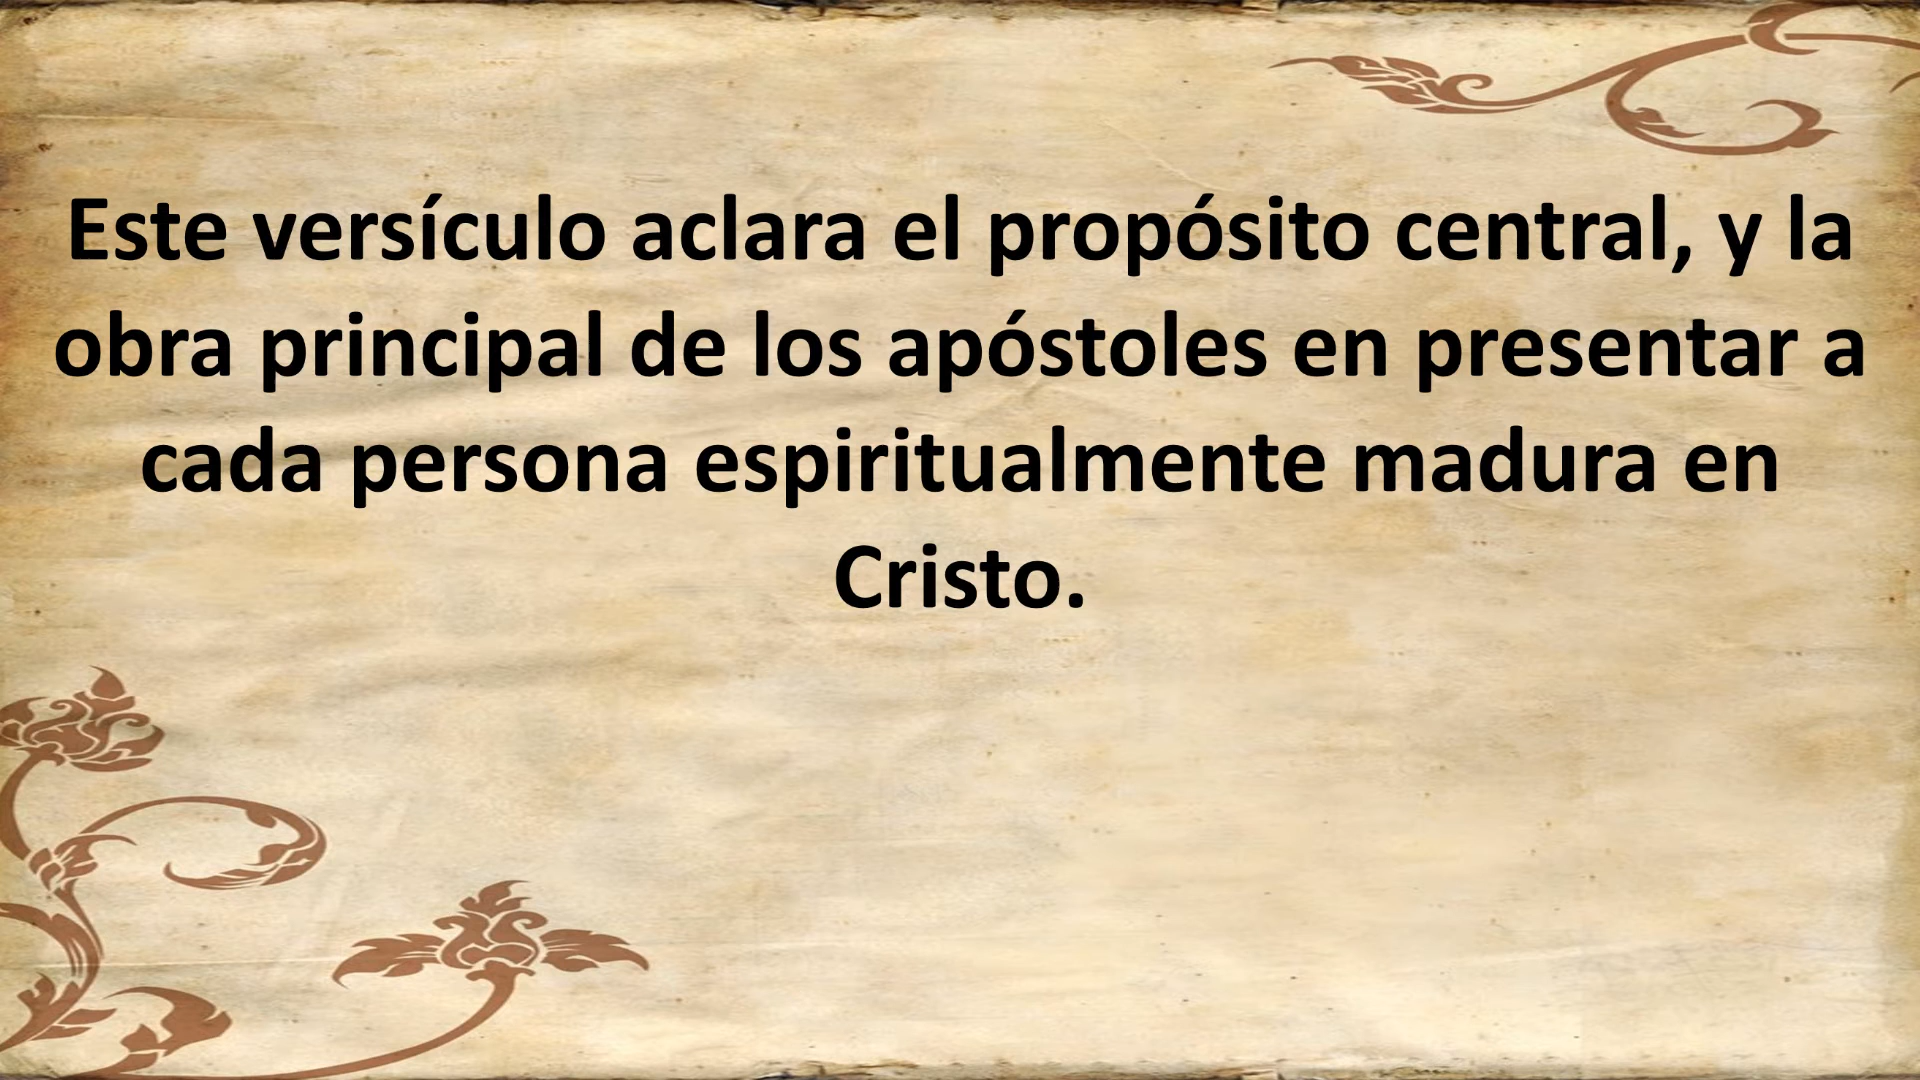 Este versículo aclara el propósito central, y la
obra principal de los apóstoles en presentar a
cada persona espiritualmente madura en
Cristo.